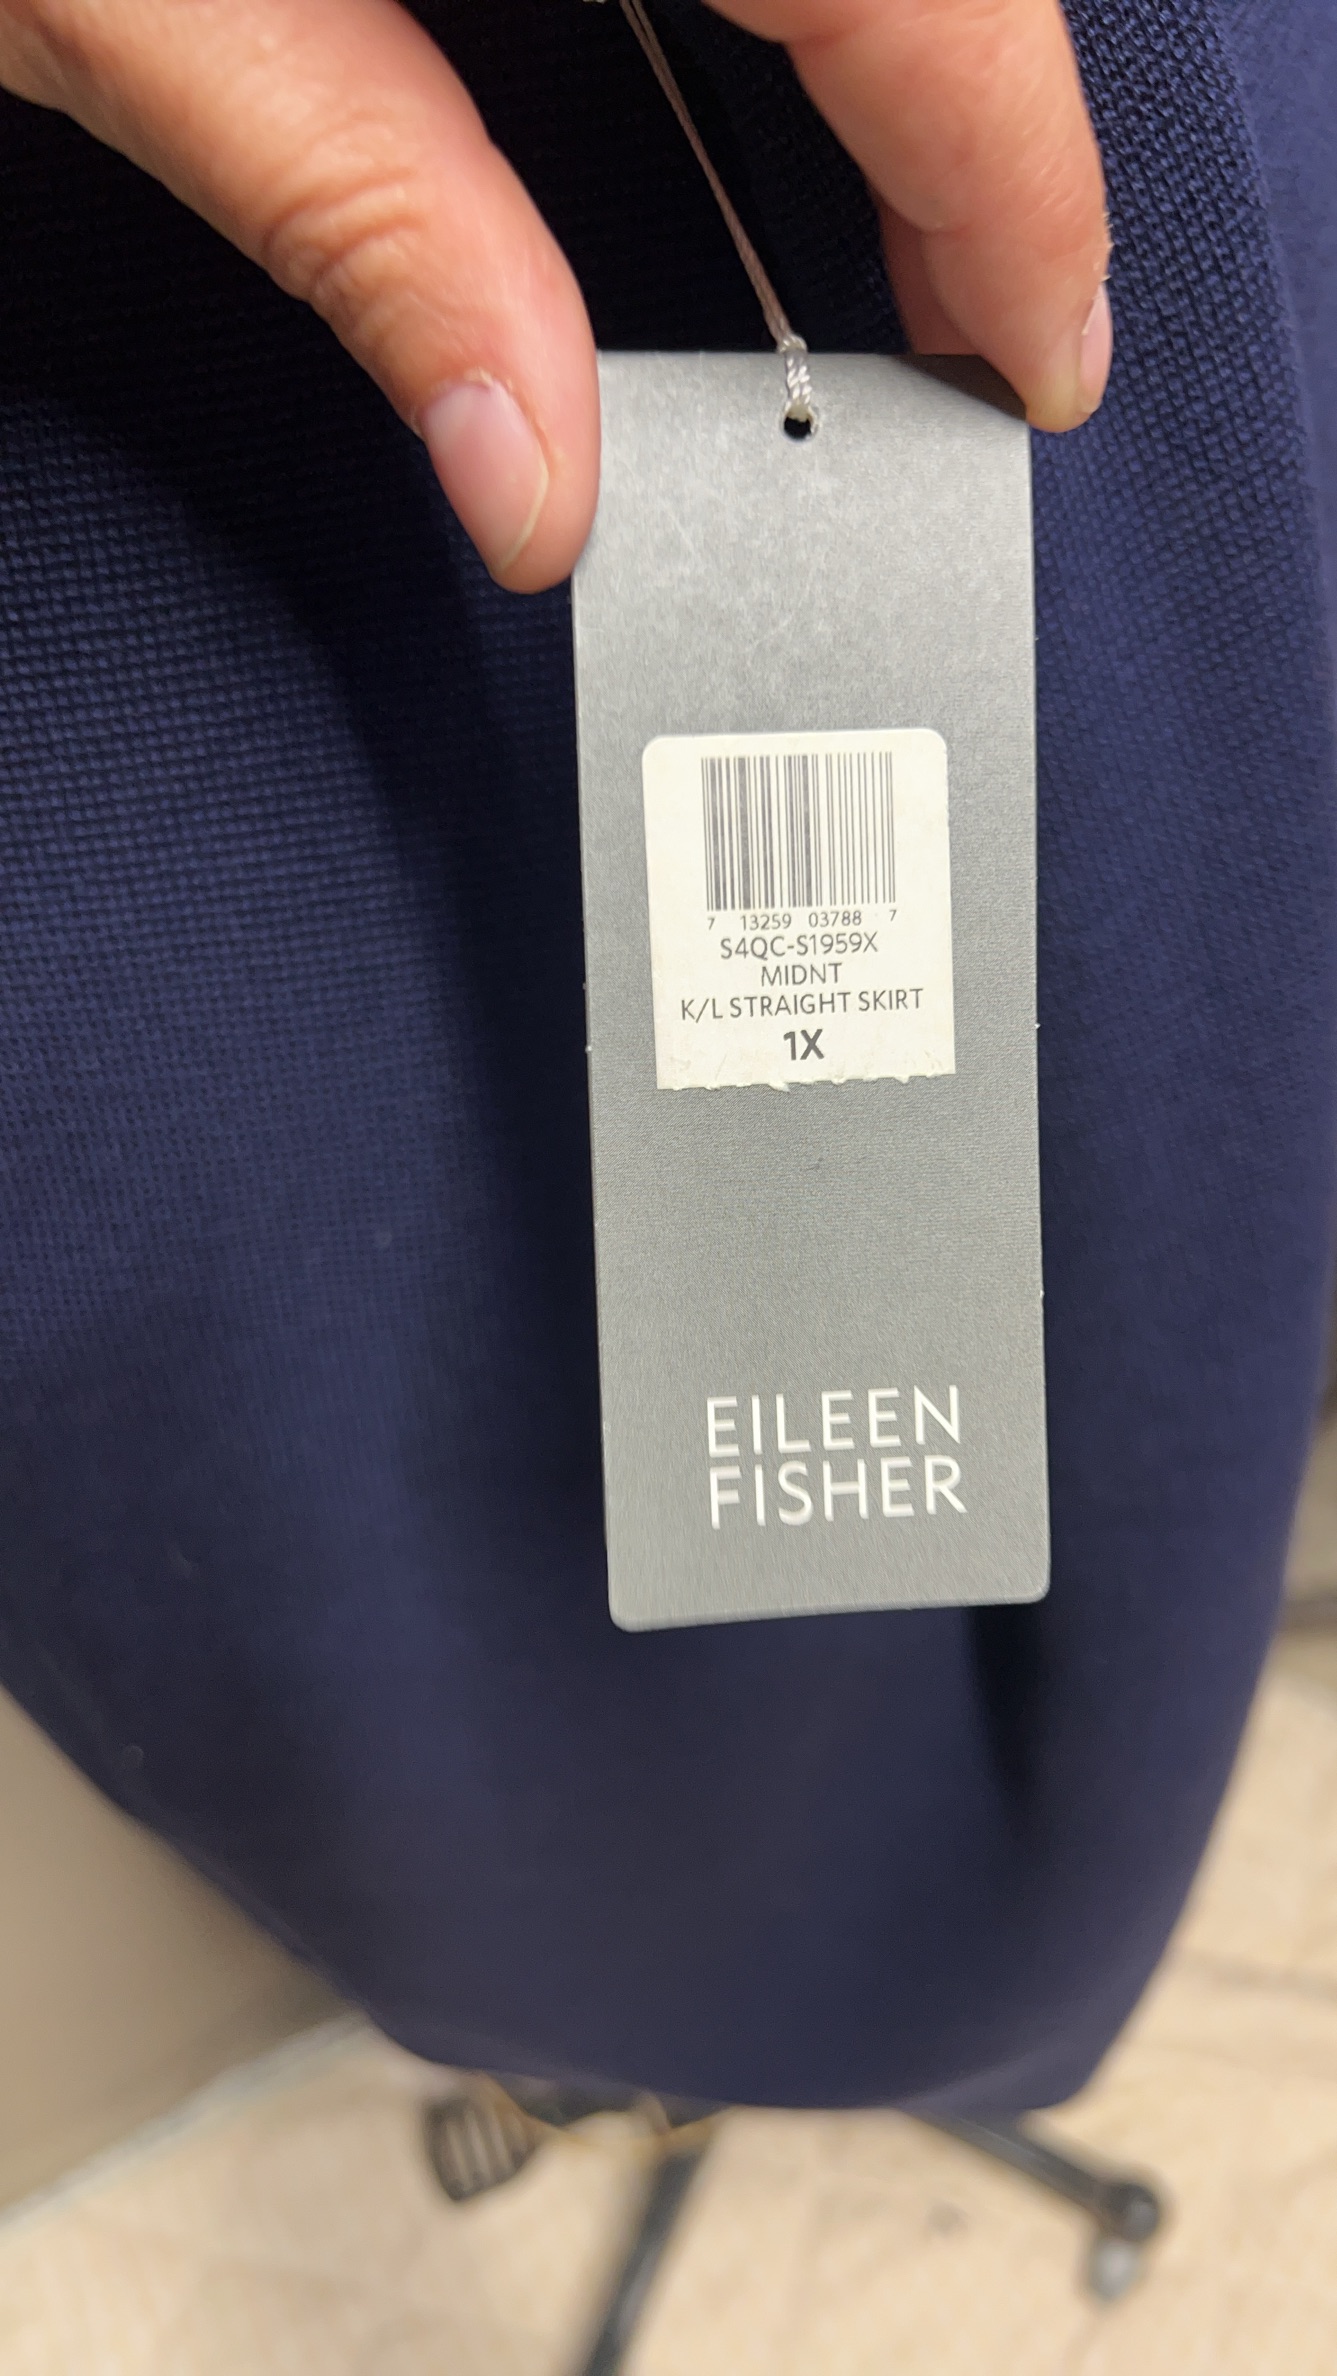 7 13259 03788 7
S4QC-S1959X
MIDNT
K/L STRAIGHT SKIRT
1X
EILEEN
FISHER